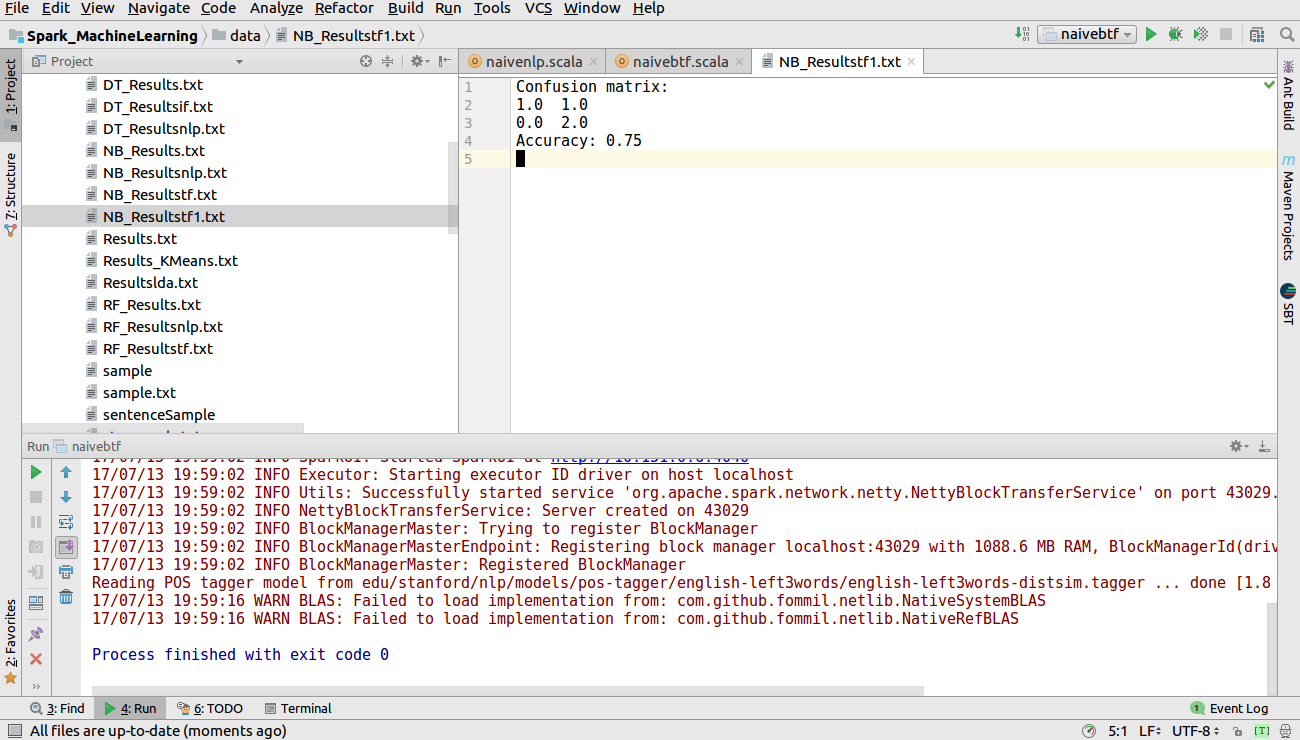 File Edit View Navigate Code Analyze Refactor Build Run Tools VCS Window Help
Spark_MachineLearning data NB_Resultstf1.txt naivebtf
1: Project
7: Structure
2: Favorites
Project
DT_Results.txt
DT_Resultsif.txt
DT_Resultsnlp.txt
NB_Results.txt
NB_Resultsnlp.txt
NB_Resultstf.txt
NB_Resultstf1.txt
Results.txt
Results_KMeans.txt
Resultslda.txt
RF_Results.txt
RF_Resultsnlp.txt
RF_Resultstf.txt
sample
sample.txt
sentenceSample
naivenlp.scala naivebtf.scala NB_Resultstf1.txt
1 Confusion matrix:
2 1.0 1.0
3 0.0 2.0
4 Accuracy: 0.75
5
Ant Build
Maven Projects
SBT
Run naivebtf
17/07/13 19:59:02 INFO SparkUI: Started SparkUI at
17/07/13 19:59:02 INFO Executor: Starting executor ID driver on host localhost
17/07/13 19:59:02 INFO Utils: Successfully started service 'org.apache.spark.network.netty.NettyBlockTransferService' on port 43029.
17/07/13 19:59:02 INFO NettyBlockTransferService: Server created on 43029
17/07/13 19:59:02 INFO BlockManagerMaster: Trying to register BlockManager
17/07/13 19:59:02 INFO BlockManagerMasterEndpoint: Registering block manager localhost:43029 with 1088.6 MB RAM, BlockManagerId(driv
17/07/13 19:59:02 INFO BlockManagerMaster: Registered BlockManager
Reading POS tagger model from edu/stanford/nlp/models/pos-tagger/english-left3words/english-left3words-distsim.tagger ... done [1.8
17/07/13 19:59:16 WARN BLAS: Failed to load implementation from: com.github.fommil.netlib.NativeSystemBLAS
17/07/13 19:59:16 WARN BLAS: Failed to load implementation from: com.github.fommil.netlib.NativeRefBLAS
Process finished with exit code 0
3: Find 4: Run 6: TODO Terminal 1 Event Log
All files are up-to-date (moments ago) 5:1 LF UTF-8 [T]